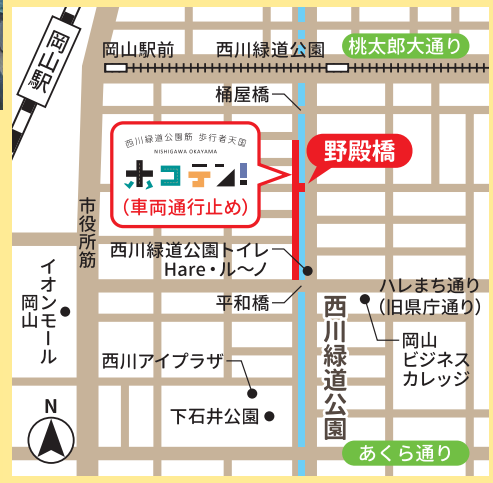 岡山駅
岡山駅前
西川緑道公園
桃太郎大通り
桶屋橋
西川緑道公園筋 歩行者天国
NISHIGAWA OKAYAMA
ホコテン!
(車両通行止め)
野殿橋
市役所筋
西川緑道公園トイレ
Hare・ル〜ノ
イオンモール
岡山
平和橋
ハレまち通り
(旧県庁通り)
西川緑道公園
岡山
ビジネス
カレッジ
西川アイプラザ
下石井公園
N
あくら通り